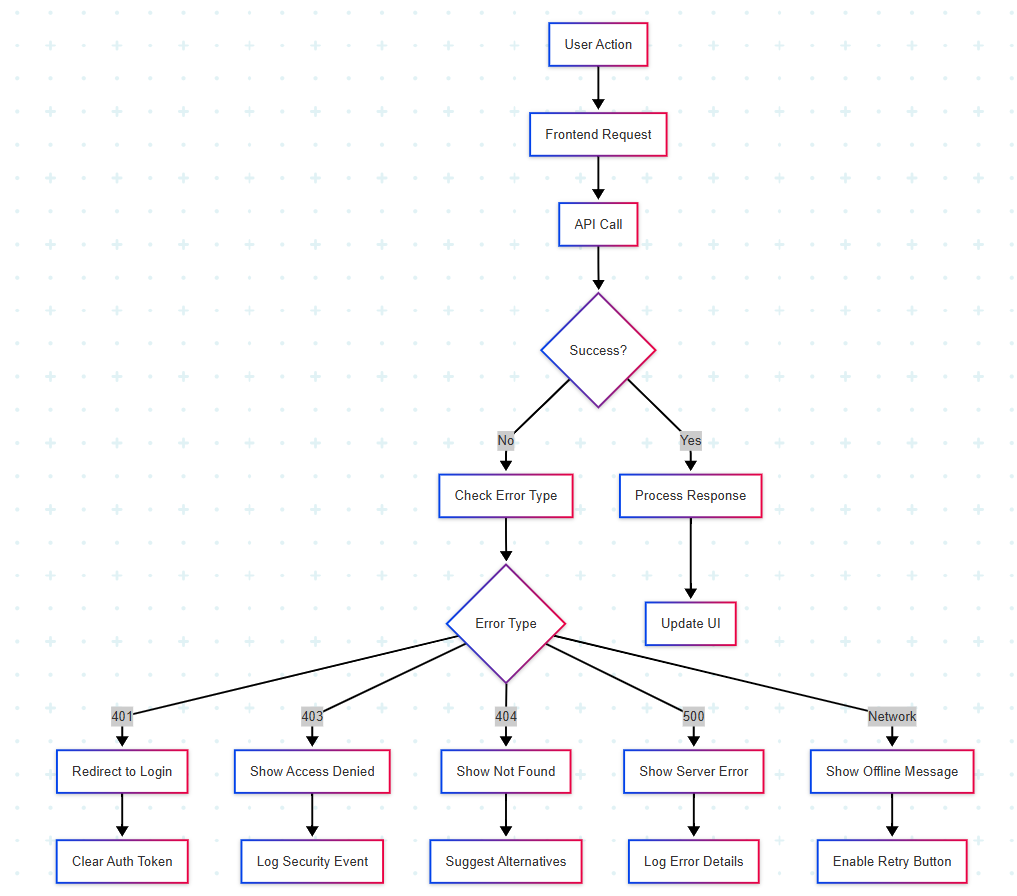 User Action
Frontend Request
API Call
Success?
No
Yes
Check Error Type
Process Response
Error Type
Update UI
401
403
404
500
Network
Redirect to Login
Show Access Denied
Show Not Found
Show Server Error
Show Offline Message
Clear Auth Token
Log Security Event
Suggest Alternatives
Log Error Details
Enable Retry Button